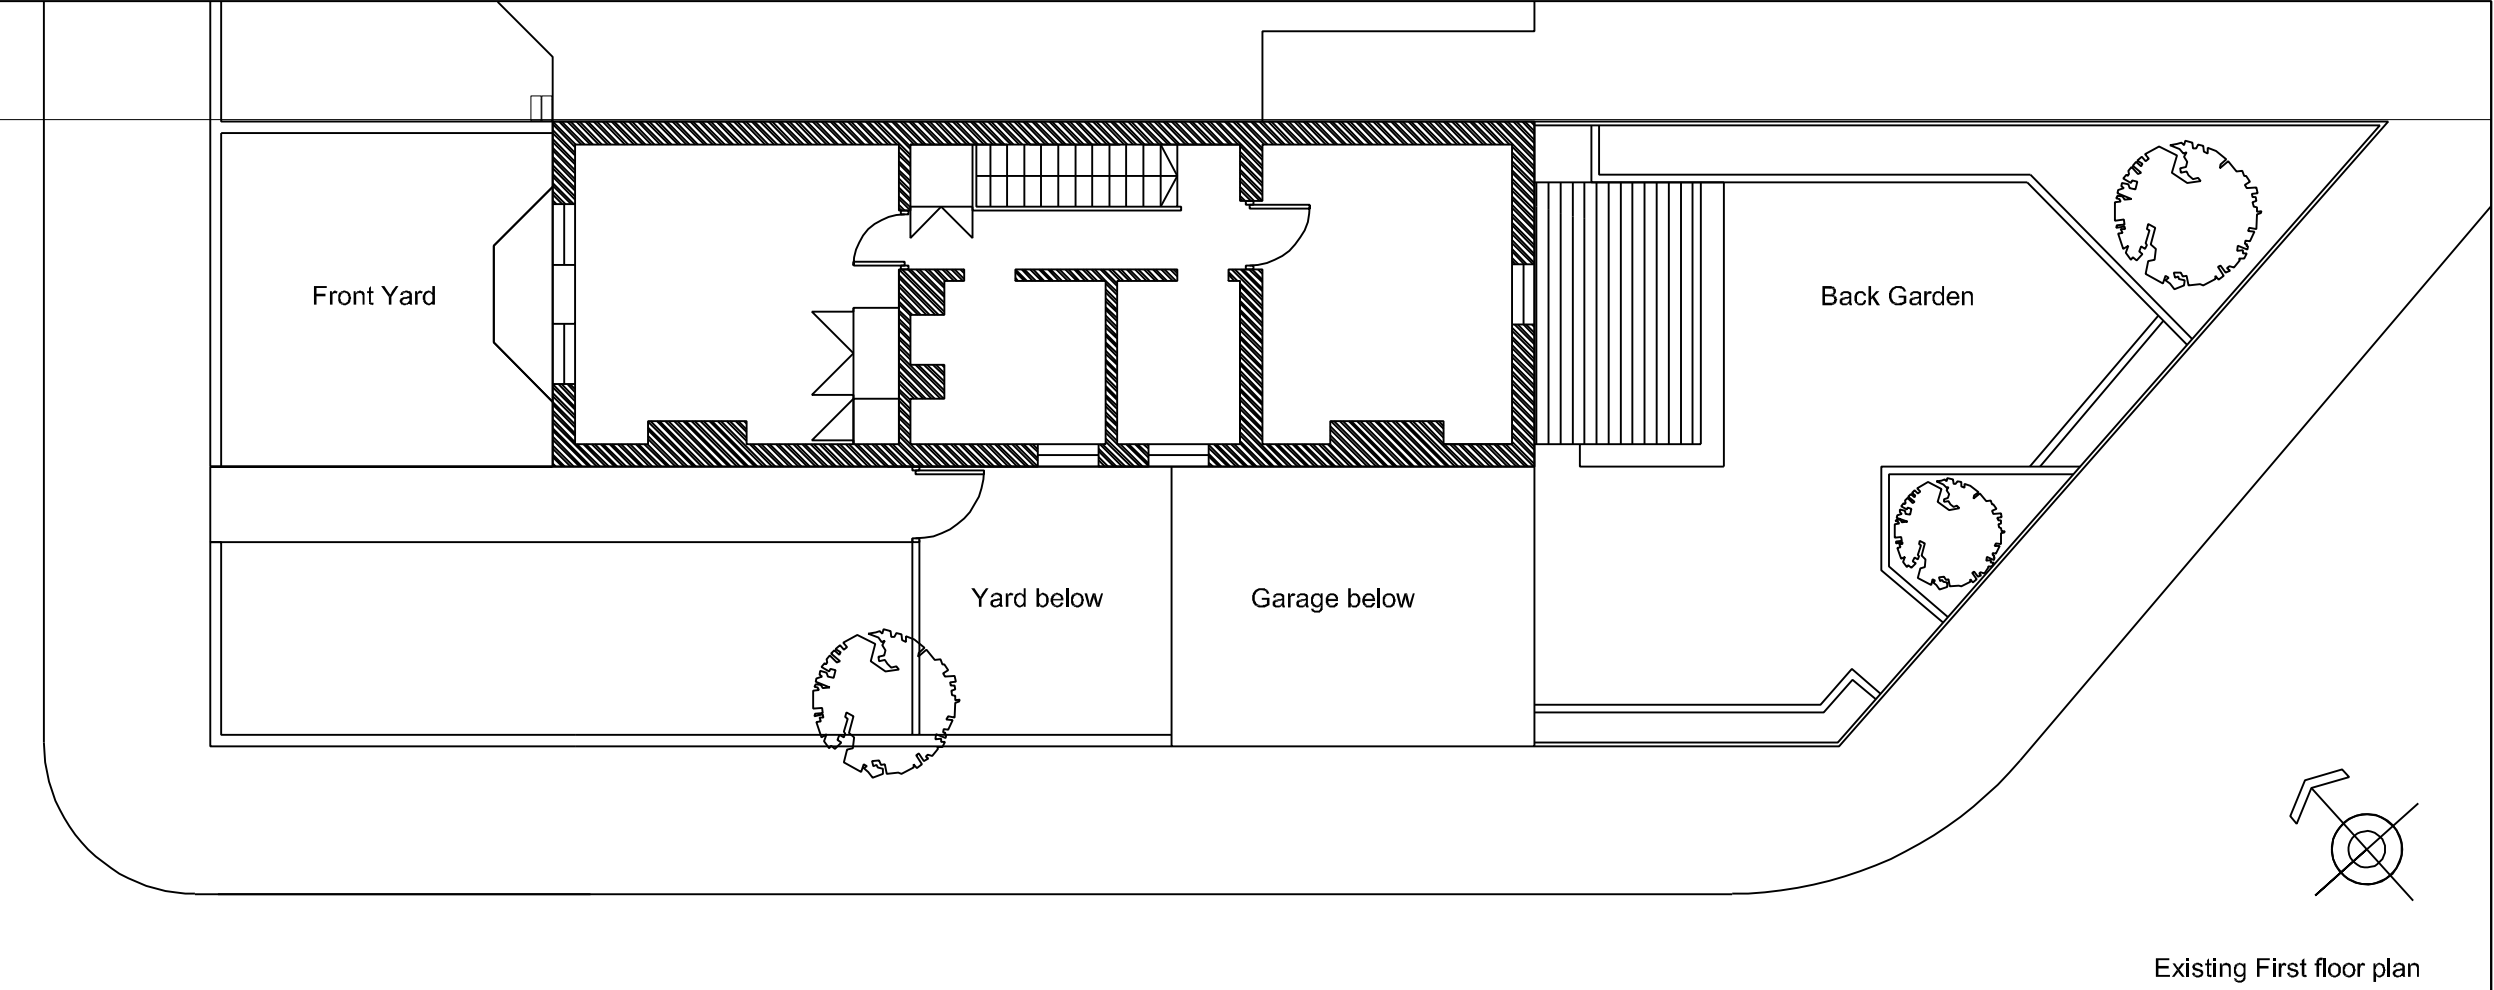 Front Yard
Back Garden
Yard below
Garage below
Existing First floor plan